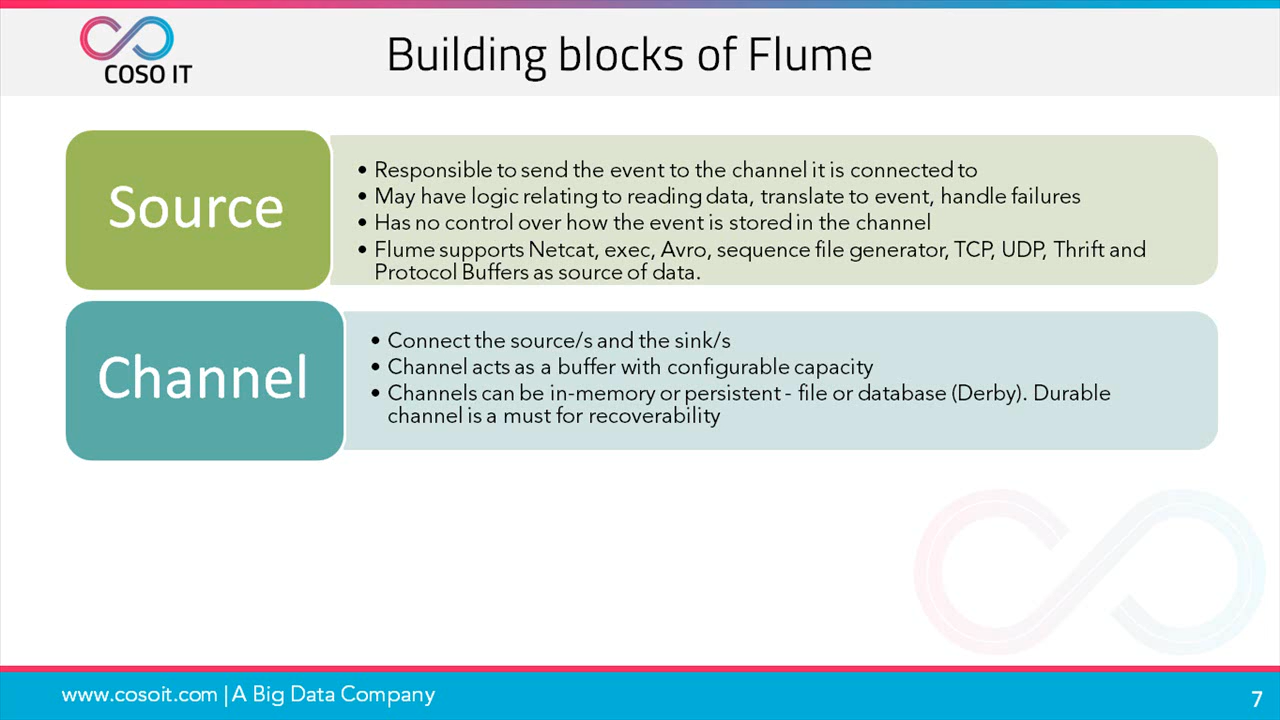 COSO IT
Building blocks of Flume
Source
• Responsible to send the event to the channel it is connected to
• May have logic relating to reading data, translate to event, handle failures
• Has no control over how the event is stored in the channel
• Flume supports Netcat, exec, Avro, sequence file generator, TCP, UDP, Thrift and
Protocol Buffers as source of data.
Channel
• Connect the source/s and the sink/s
• Channel acts as a buffer with configurable capacity
• Channels can be in-memory or persistent - file or database (Derby). Durable
channel is a must for recoverability
www.cosoit.com | A Big Data Company
7